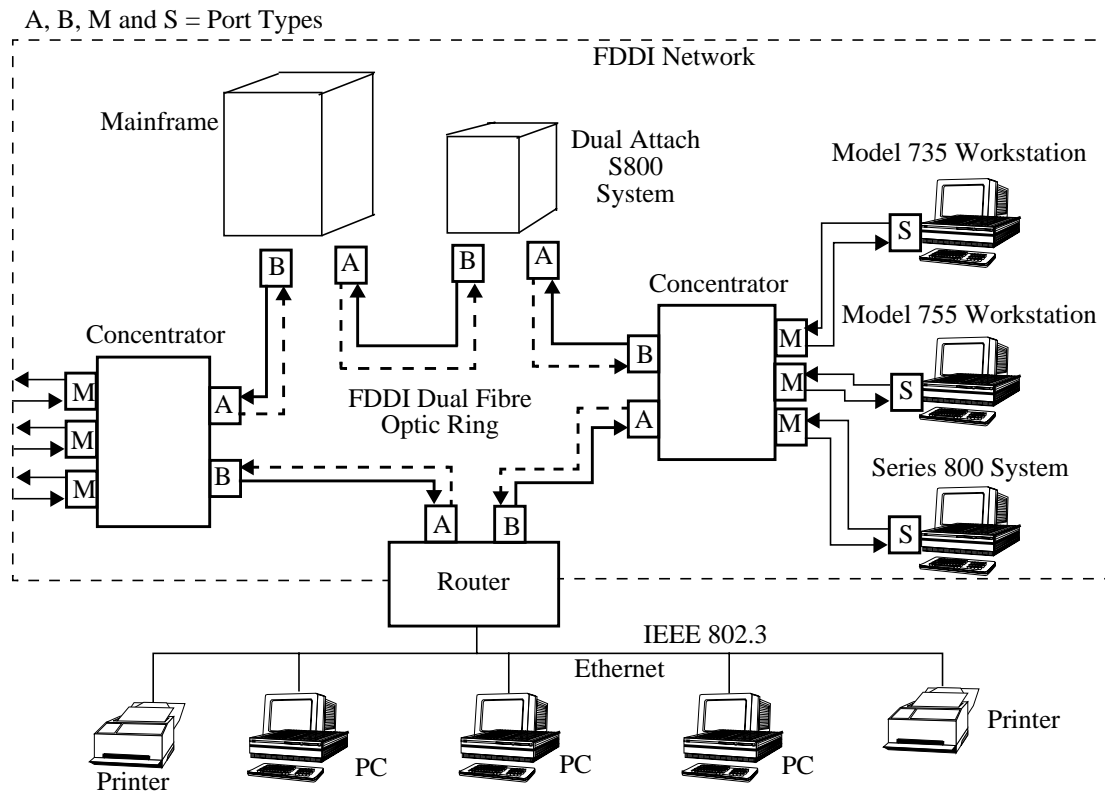 A, B, M and S = Port Types
FDDI Network
Mainframe
Dual Attach
S800
System
Model 735 Workstation
S
B
A
B
A
Concentrator
Concentrator
M
Model 755 Workstation
B
M
S
M
A
FDDI Dual Fibre
Optic Ring
A
M
M
B
M
Series 800 System
A
B
S
Router
IEEE 802.3
Ethernet
Printer
PC
PC
PC
Printer